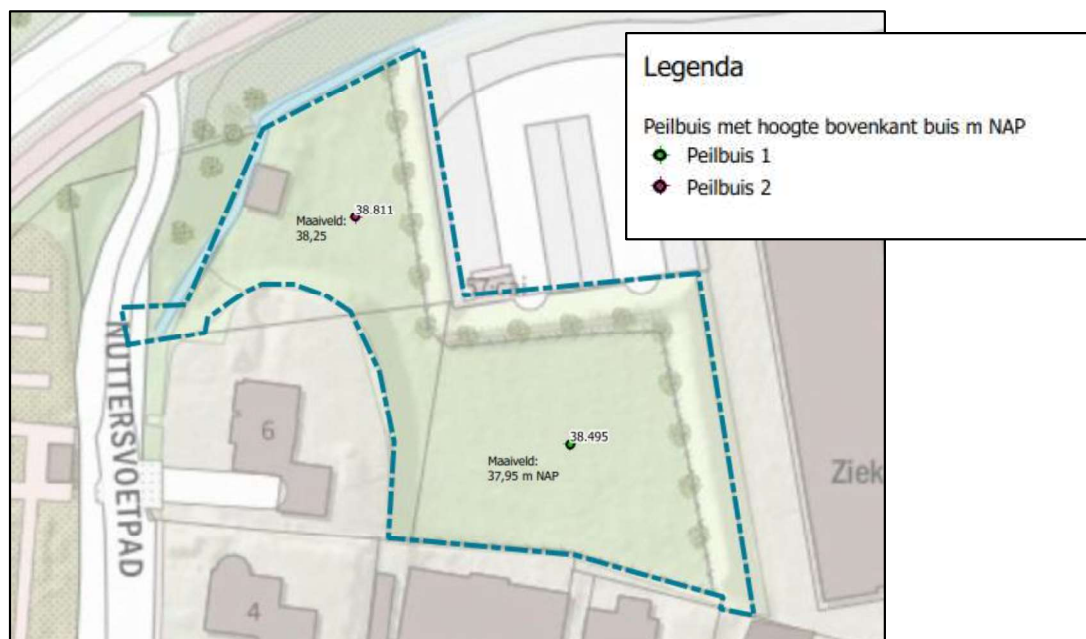 Legenda
Peilbuis met hoogte bovenkant buis m NAP
Peilbuis 1
Peilbuis 2
38.811
Maaiveld:
38,25
NUTTERSVOETPAD
6
38.495
Maaiveld:
37,95 m NAP
Ziek
4